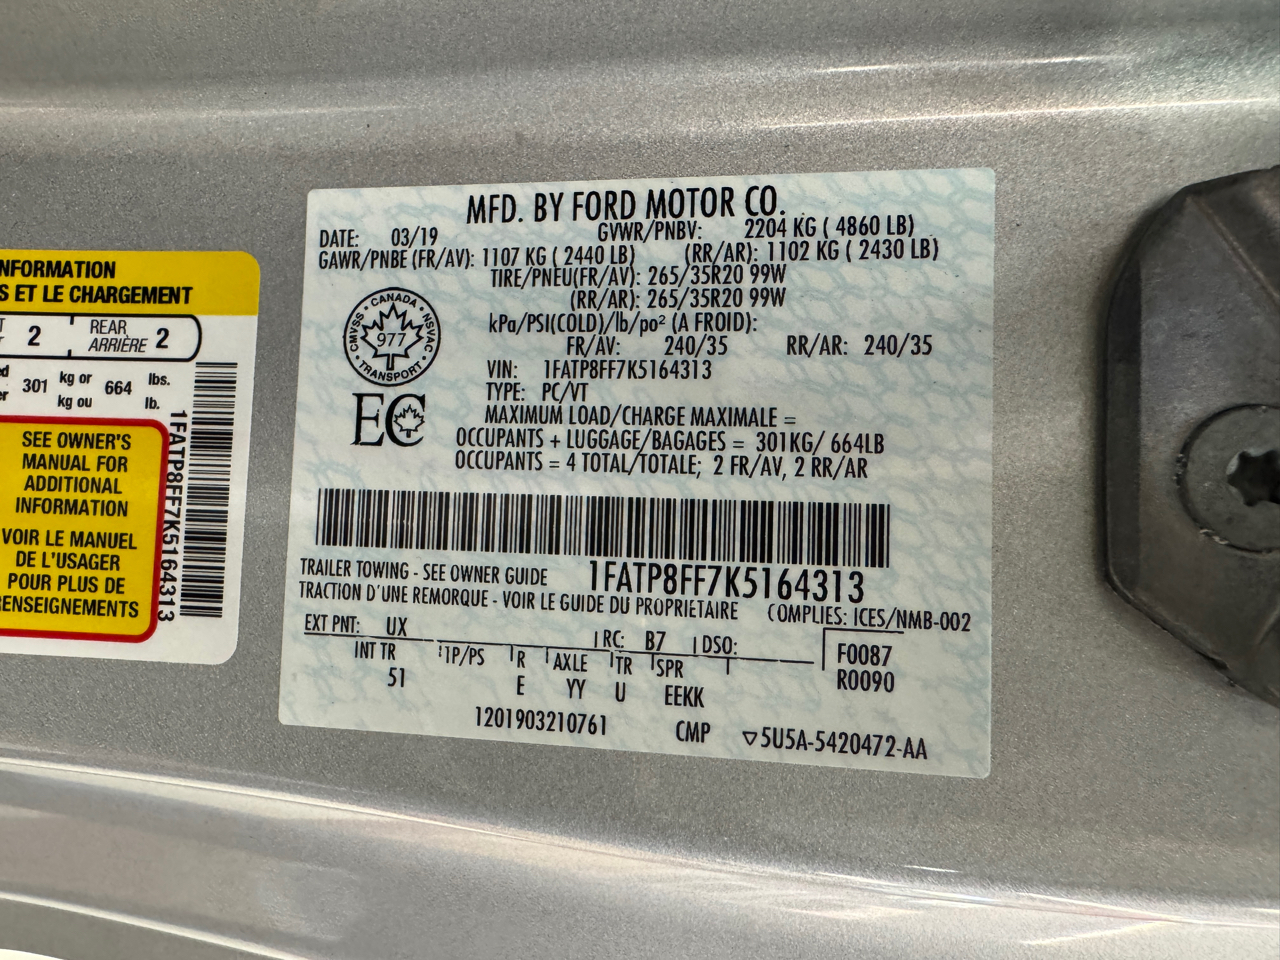 NFORMATION
S ET LE CHARGEMENT
2
REAR
ARRIÈRE 2
301 kg or 664 lbs.
kg ou lb.
SEE OWNER'S
MANUAL FOR
ADDITIONAL
INFORMATION
VOIR LE MANUEL
DE L'USAGER
POUR PLUS DE
RENSEIGNEMENTS
1FATP8FF7K5164313
MFD. BY FORD MOTOR CO.
DATE: 03/19 GVWR/PNBV: 2204 KG ( 4860 LB)
GAWR/PNBE (FR/AV): 1107 KG ( 2440 LB) (RR/AR): 1102 KG ( 2430 LB)
TIRE/PNEU(FR/AV): 265/35R20 99W
(RR/AR): 265/35R20 99W
kPa/PSI(COLD)/lb/po² (A FROID):
FR/AV: 240/35 RR/AR: 240/35
VIN: 1FATP8FF7K5164313
TYPE: PC/VT
CANADA
CMVSS 977 NSVAC
TRANSPORT
EC
MAXIMUM LOAD/CHARGE MAXIMALE =
OCCUPANTS + LUGGAGE/BAGAGES = 301KG/ 664LB
OCCUPANTS = 4 TOTAL/TOTALE; 2 FR/AV, 2 RR/AR
TRAILER TOWING - SEE OWNER GUIDE 1FATP8FF7K5164313
TRACTION D'UNE REMORQUE - VOIR LE GUIDE DU PROPRIETAIRE COMPLIES: ICES/NMB-002
EXT PNT: UX RC: B7 DSO:
INT TR TP/PS R AXLE TR SPR F0087
51 E YY U EEKK R0090
1201903210761 CMP ▽5U5A-5420472-AA